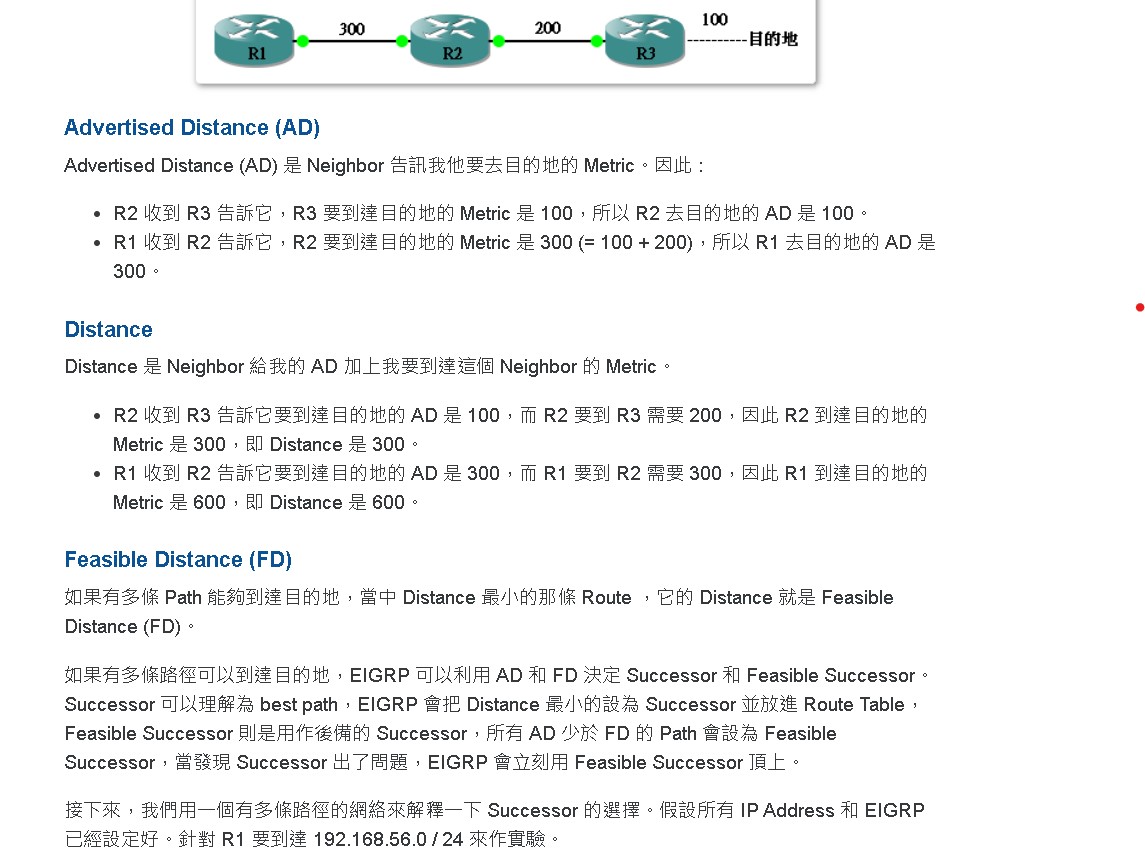 300
200
100
R1
R2
R3
目的地
Advertised Distance (AD)
Advertised Distance (AD) 是 Neighbor 告訊我他要去目的地的 Metric。因此：
• R2 收到 R3 告訴它，R3 要到達目的地的 Metric 是 100，所以 R2 去目的地的 AD 是 100。
• R1 收到 R2 告訴它，R2 要到達目的地的 Metric 是 300 (= 100 + 200)，所以 R1 去目的地的 AD 是
300。
Distance
Distance 是 Neighbor 給我的 AD 加上我要到達這個 Neighbor 的 Metric。
• R2 收到 R3 告訴它要到達目的地的 AD 是 100，而 R2 要到 R3 需要 200，因此 R2 到達目的地的
Metric 是 300，即 Distance 是 300。
• R1 收到 R2 告訴它要到達目的地的 AD 是 300，而 R1 要到 R2 需要 300，因此 R1 到達目的地的
Metric 是 600，即 Distance 是 600。
Feasible Distance (FD)
如果有多條 Path 能夠到達目的地，當中 Distance 最小的那條 Route ，它的 Distance 就是 Feasible
Distance (FD)。
如果有多條路徑可以到達目的地，EIGRP 可以利用 AD 和 FD 決定 Successor 和 Feasible Successor。
Successor 可以理解為 best path，EIGRP 會把 Distance 最小的設為 Successor 並放進 Route Table，
Feasible Successor 則是用作後備的 Successor，所有 AD 少於 FD 的 Path 會設為 Feasible
Successor，當發現 Successor 出了問題，EIGRP 會立刻用 Feasible Successor 頂上。
接下來，我們用一個有多條路徑的網絡來解釋一下 Successor 的選擇。假設所有 IP Address 和 EIGRP
已經設定好。針對 R1 要到達 192.168.56.0 / 24 來作實驗。